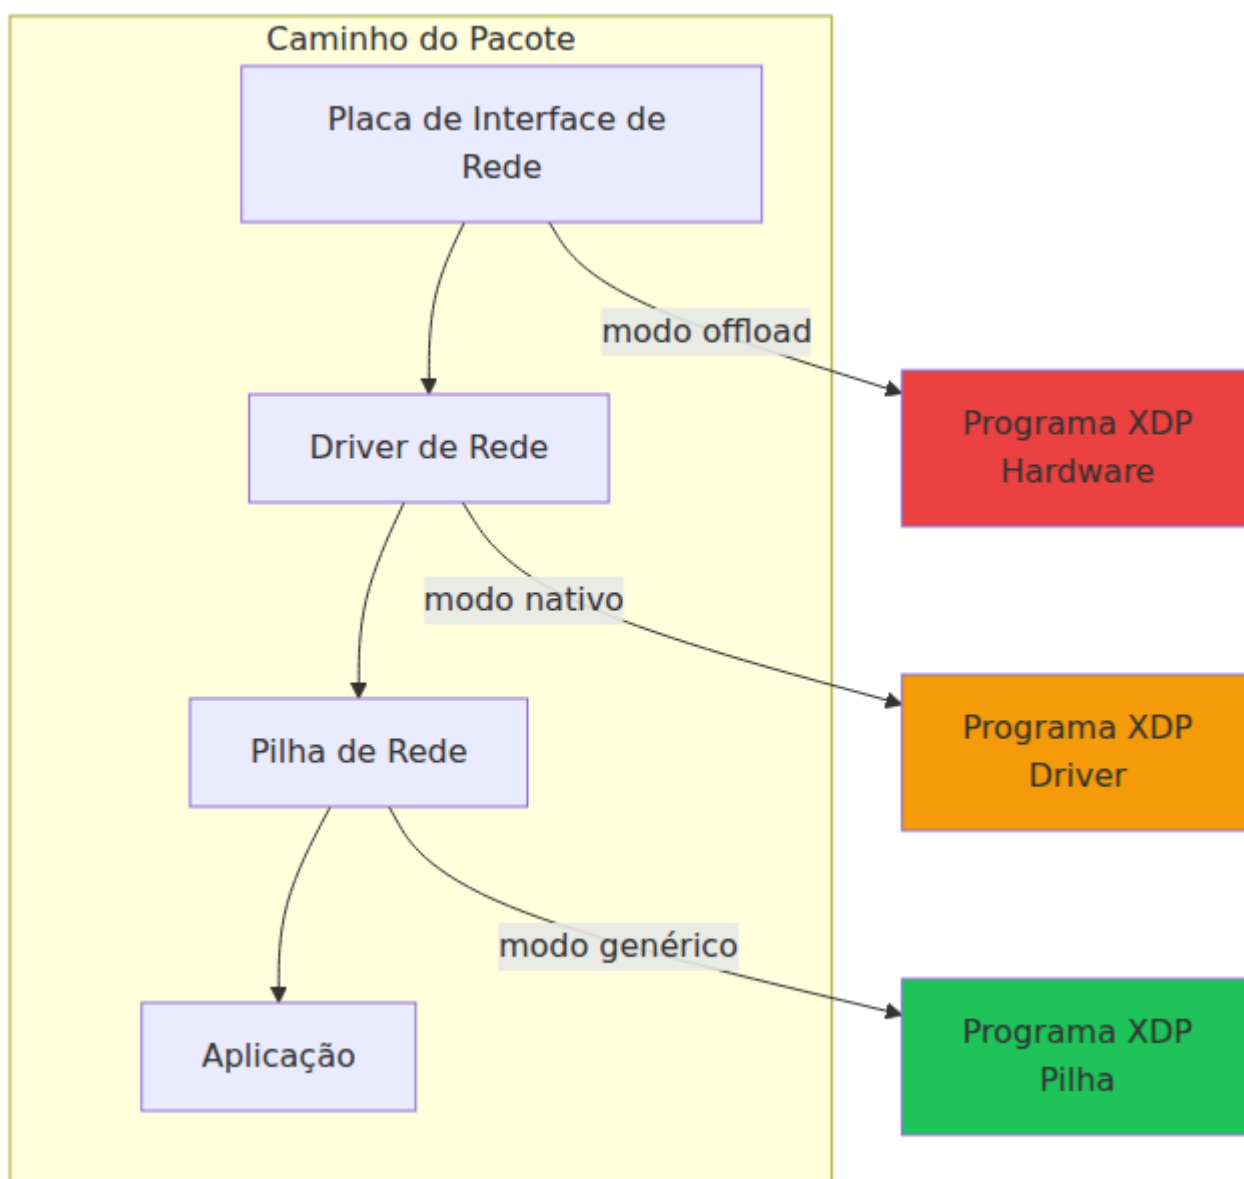 Caminho do Pacote
Placa de Interface de
Rede
modo offload
Programa XDP
Hardware
Driver de Rede
modo nativo
Programa XDP
Driver
Pilha de Rede
modo genérico
Programa XDP
Pilha
Aplicação